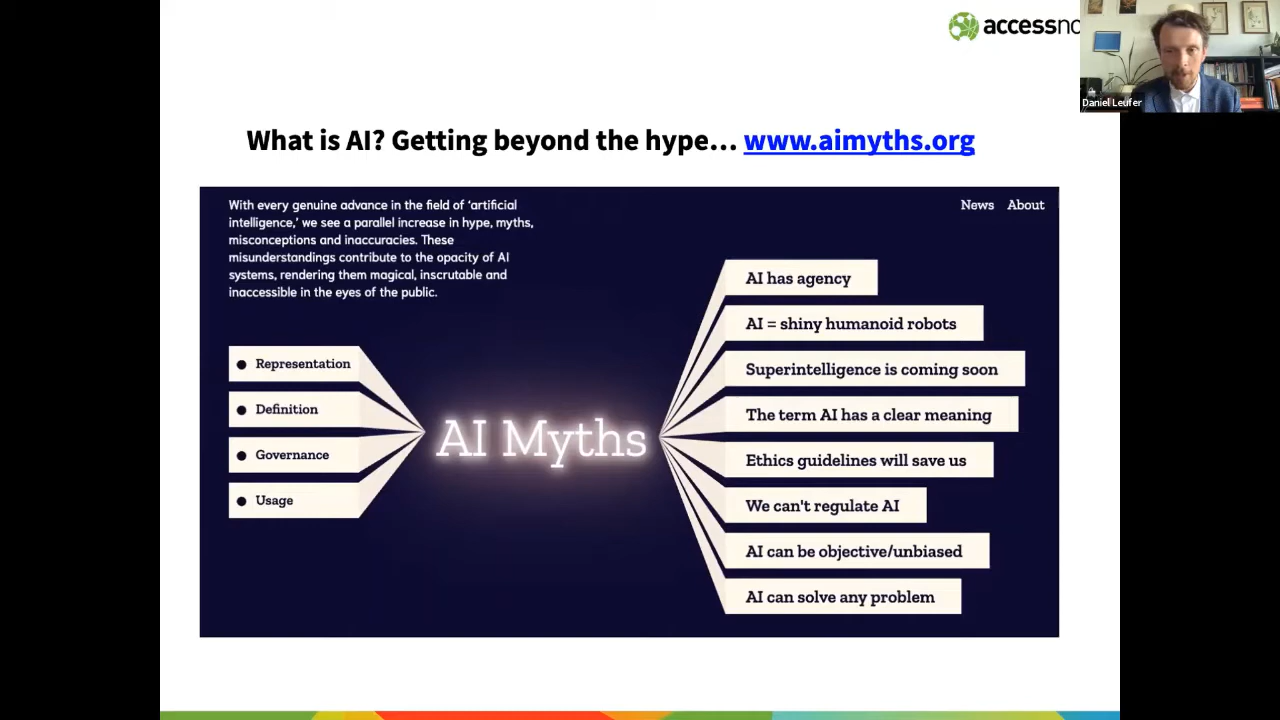 accessno
Daniel Leufer
What is AI? Getting beyond the hype... www.aimyths.org
With every genuine advance in the field of ‘artificial
intelligence,’ we see a parallel increase in hype, myths,
misconceptions and inaccuracies. These
misunderstandings contribute to the opacity of AI
systems, rendering them magical, inscrutable and
inaccessible in the eyes of the public.
News About
Representation
Definition
Governance
Usage
AI Myths
AI has agency
AI = shiny humanoid robots
Superintelligence is coming soon
The term AI has a clear meaning
Ethics guidelines will save us
We can't regulate AI
AI can be objective/unbiased
AI can solve any problem